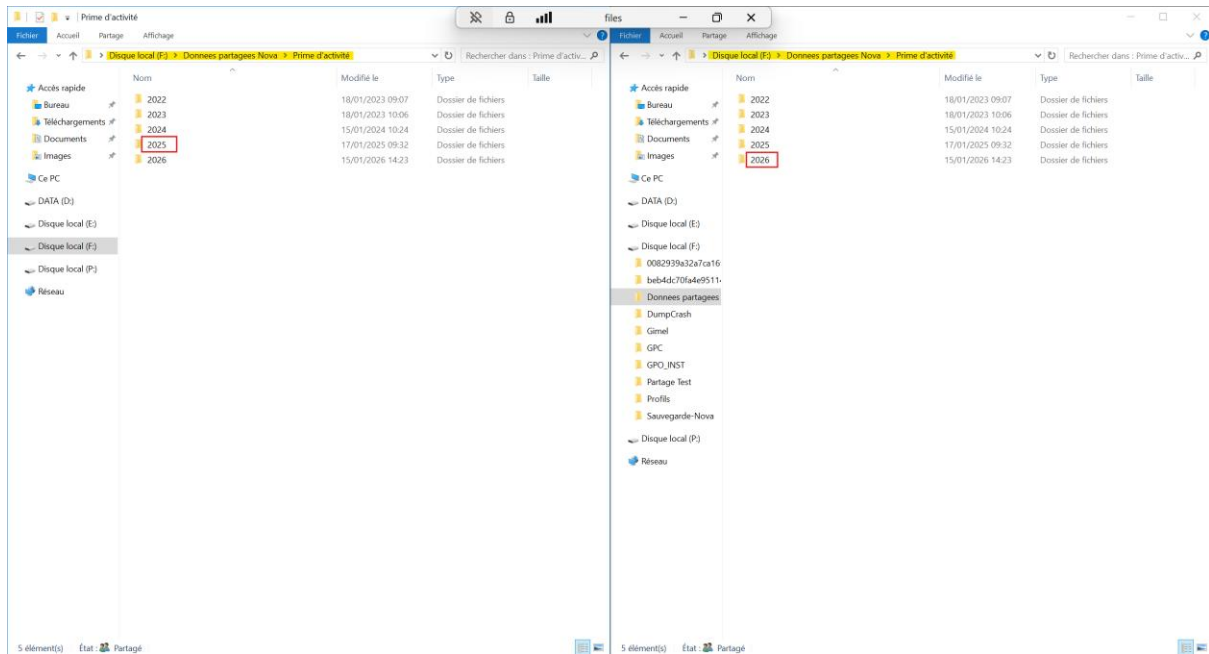 Prime d'activité
files
Fichier Accueil Partage Affichage
Disque local (F:) > Donnees partagees Nova > Prime d'activité
Rechercher dans : Prime d'activ...
Nom Modifié le Type Taille
Accès rapide
Bureau
Téléchargements
Documents
Images
Ce PC
DATA (D:)
Disque local (E:)
Disque local (F:)
Disque local (P:)
Réseau
2022 18/01/2023 09:07 Dossier de fichiers
2023 18/01/2023 10:06 Dossier de fichiers
2024 15/01/2024 10:24 Dossier de fichiers
2025 17/01/2025 09:32 Dossier de fichiers
2026 15/01/2026 14:23 Dossier de fichiers
5 élément(s) État : Partagé
Fichier Accueil Partage Affichage
Disque local (F:) > Donnees partagees Nova > Prime d'activité
Rechercher dans : Prime d'activ...
Nom Modifié le Type Taille
Accès rapide
Bureau
Téléchargements
Documents
Images
Ce PC
DATA (D:)
Disque local (E:)
Disque local (F:)
0082939a32a7ca16
beb4dc70fa4e9511
Donnees partagees
DumpCrash
Gimel
GPC
GPO_INST
Partage Test
Profils
Sauvegarde-Nova
Disque local (P:)
Réseau
2022 18/01/2023 09:07 Dossier de fichiers
2023 18/01/2023 10:06 Dossier de fichiers
2024 15/01/2024 10:24 Dossier de fichiers
2025 17/01/2025 09:32 Dossier de fichiers
2026 15/01/2026 14:23 Dossier de fichiers
5 élément(s) État : Partagé